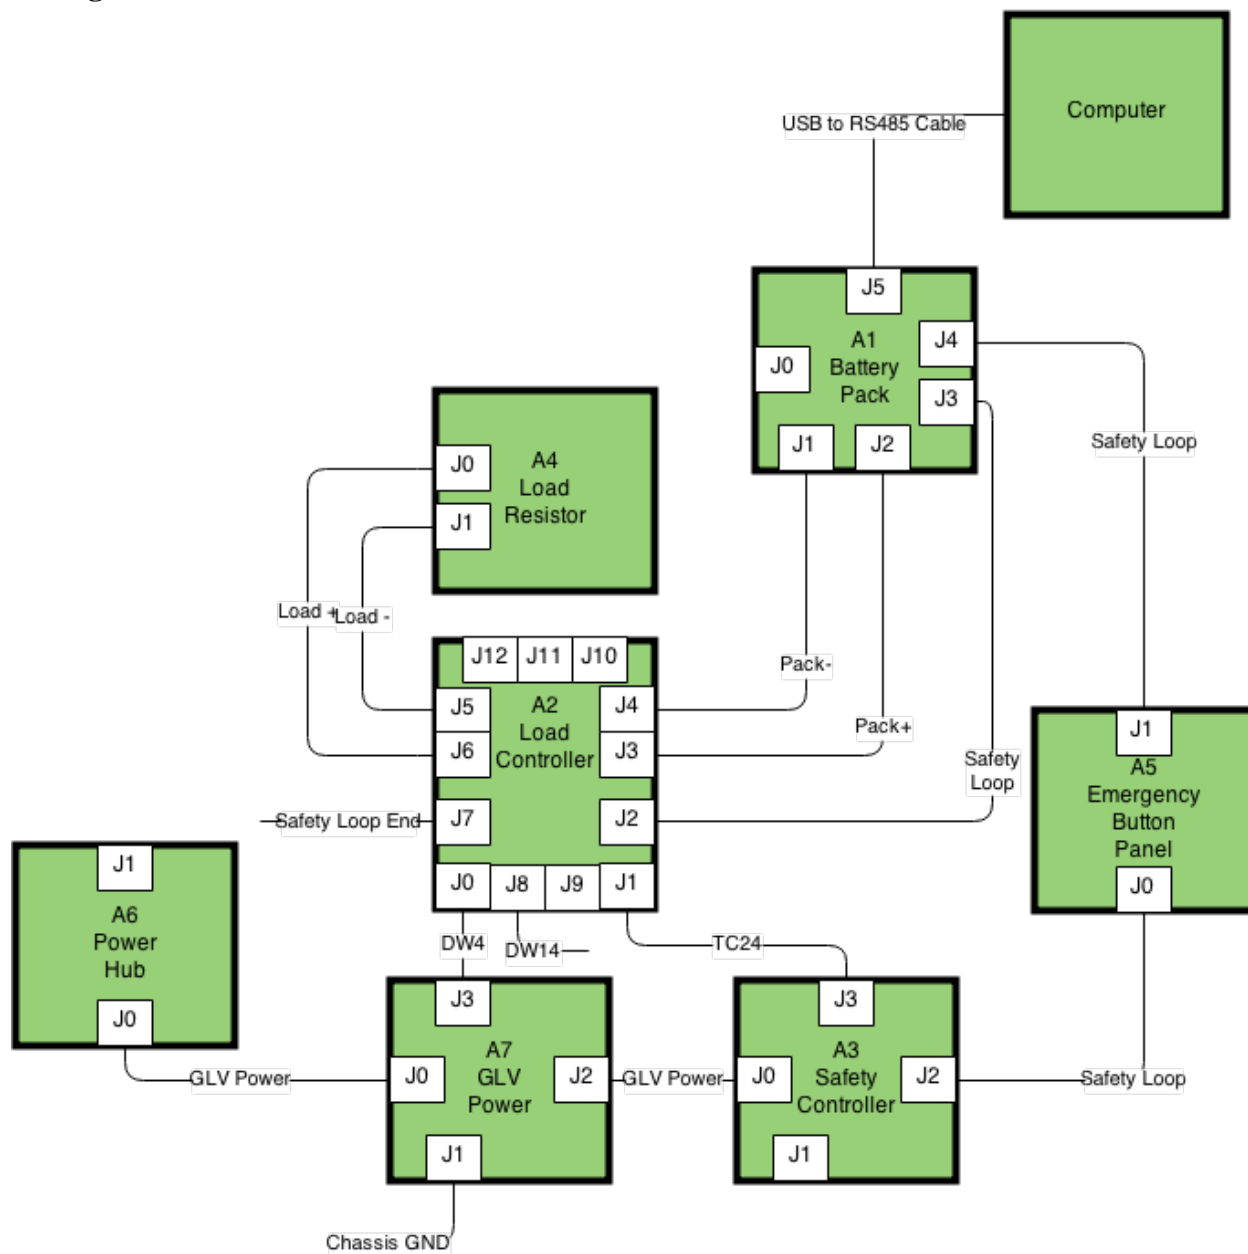 Computer
USB to RS485 Cable
J5
A1
Battery
Pack
J4
J0
J3
J1
J2
Safety Loop
A4
Load
Resistor
J0
J1
Load +
Load -
Pack-
Pack+
Safety
Loop
J12
J11
J10
A2
Load
Controller
J5
J4
J6
J3
Safety Loop End
J7
J2
J0
J8
J9
J1
J1
A5
Emergency
Button
Panel
J0
J1
A6
Power
Hub
J0
DW4
DW14
TC24
J3
A7
GLV
Power
J0
J2
J1
GLV Power
GLV Power
J3
A3
Safety
Controller
J0
J2
J1
Safety Loop
Chassis GND